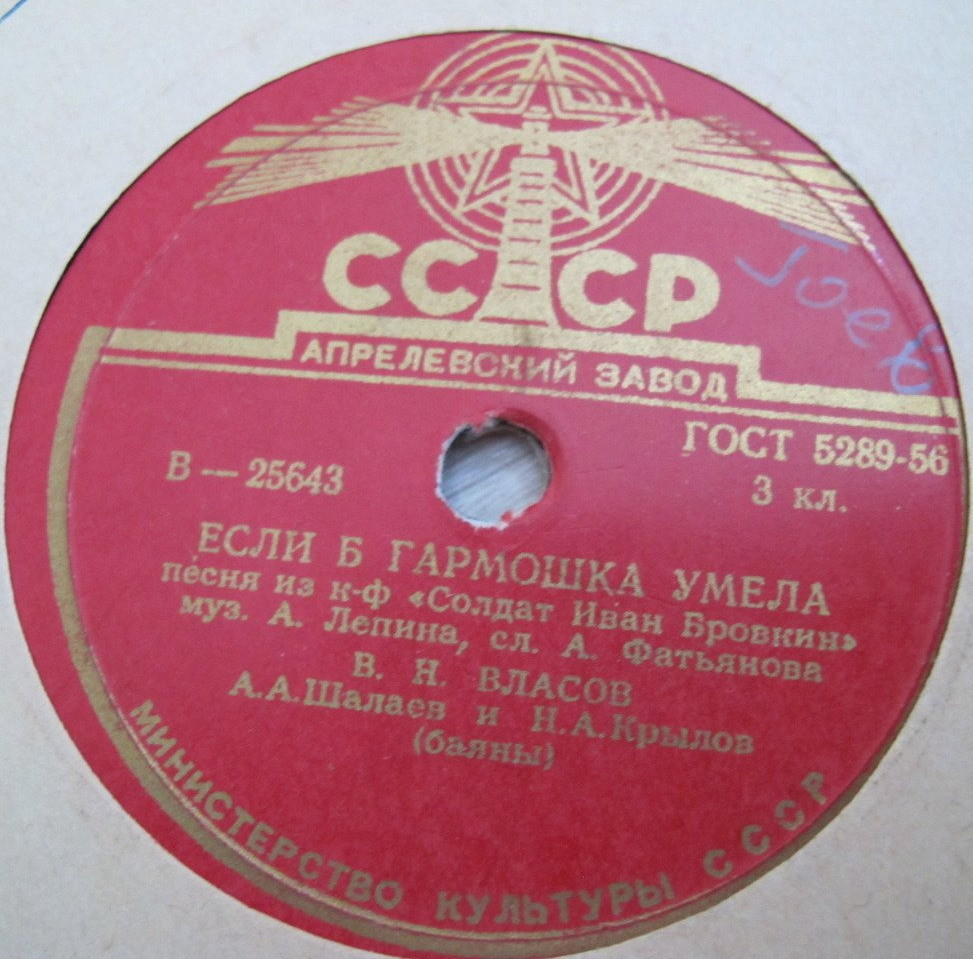 СССР
АПРЕЛЕВСКИЙ ЗАВОД
ГОСТ 5289-56
В — 25643
3 кл.
ЕСЛИ Б ГАРМОШКА УМЕЛА
песня из к-ф «Солдат Иван Бровкин»
муз. А. Лепина, сл. А. Фатьянова
В. Н. ВЛАСОВ
А.А.Шалаев и Н.А.Крылов
(баяны)
МИНИСТЕРСТВО КУЛЬТУРЫ СССР